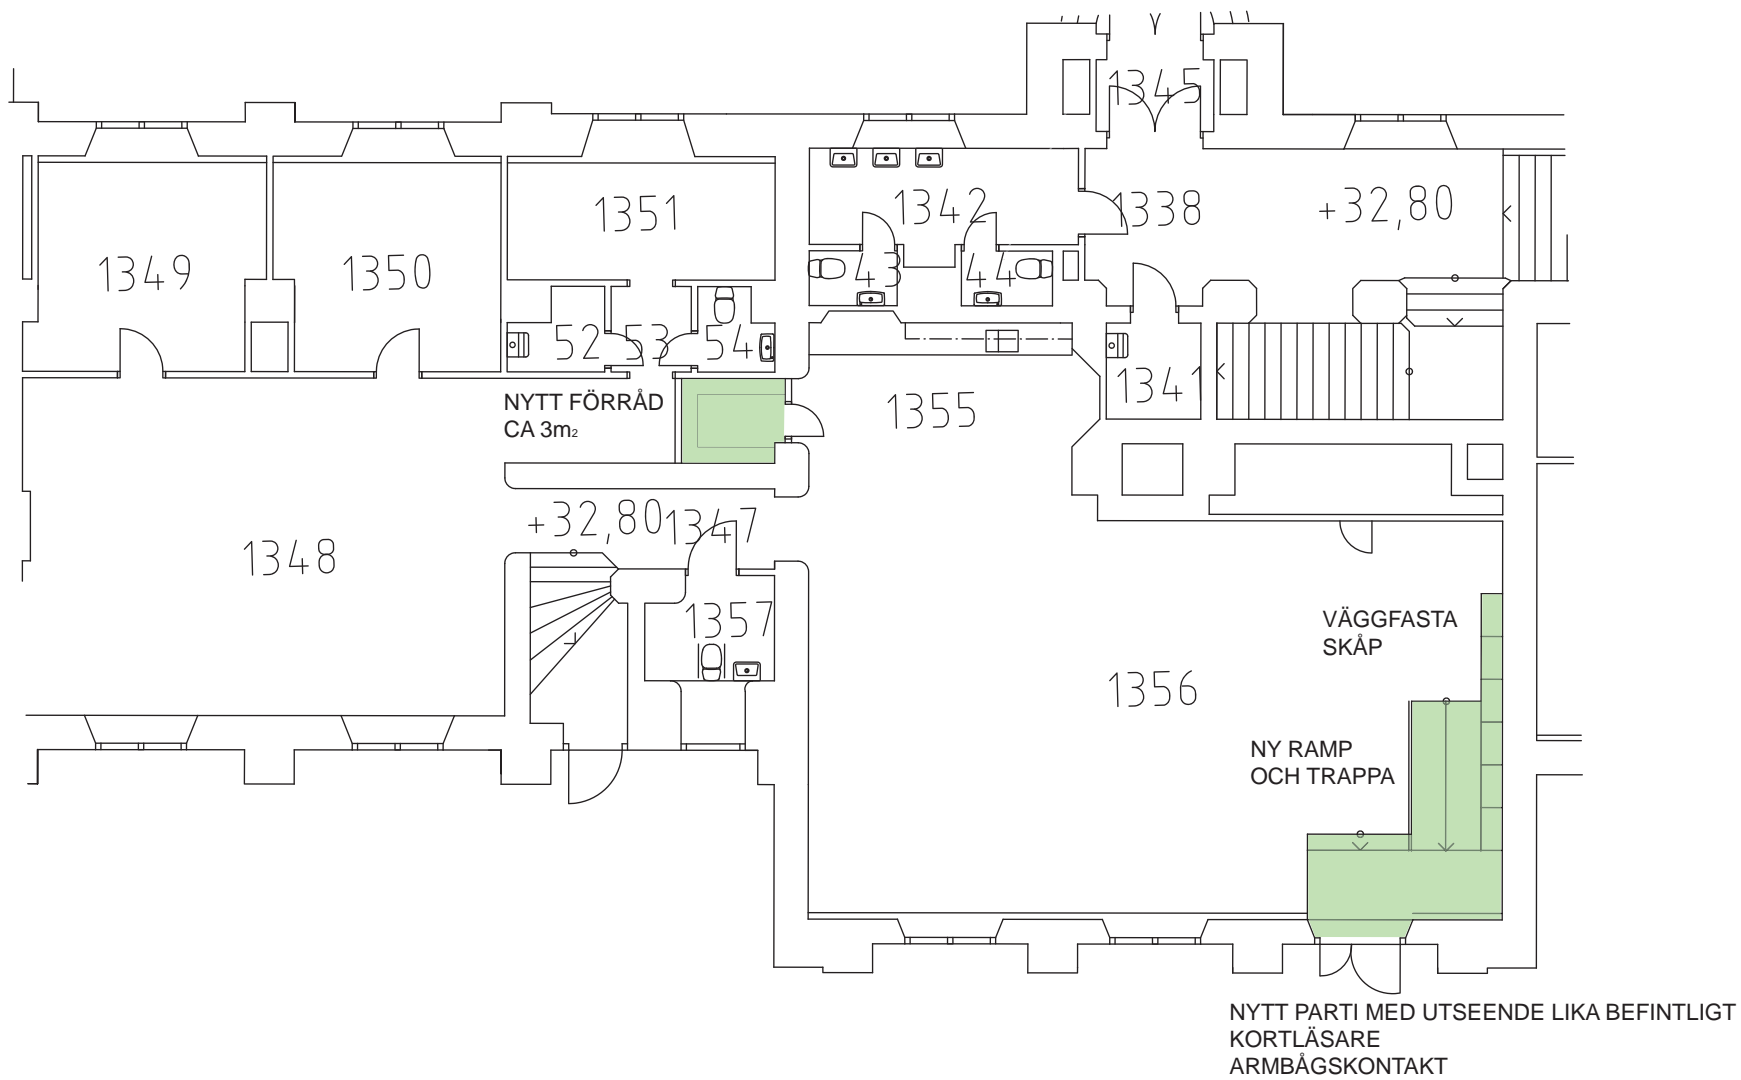 1345
1351
1342
1338
+32,80
1349
1350
43
44
52
53
54
1341
NYTT FÖRRÅD
CA 3m2
1355
+32,80
1347
1348
1357
VÄGGFASTA
SKÅP
1356
NY RAMP
OCH TRAPPA
NYTT PARTI MED UTSEENDE LIKA BEFINTLIGT
KORTLÄSARE
ARMBÅGSKONTAKT